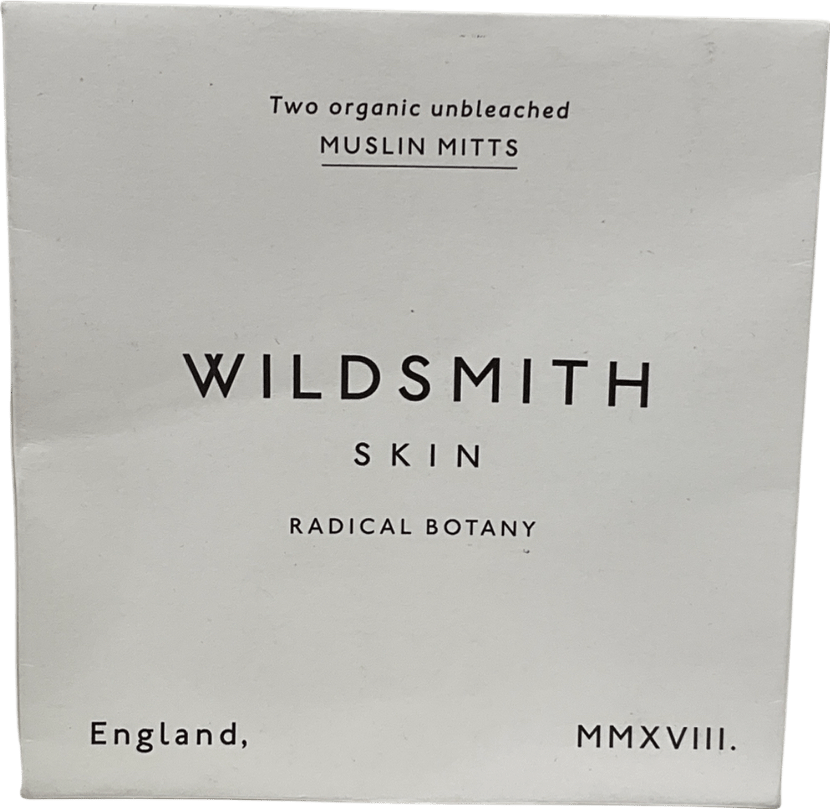 Two organic unbleached
MUSLIN MITTS
WILDSMITH
SKIN
RADICAL BOTANY
England, MMXVIII.